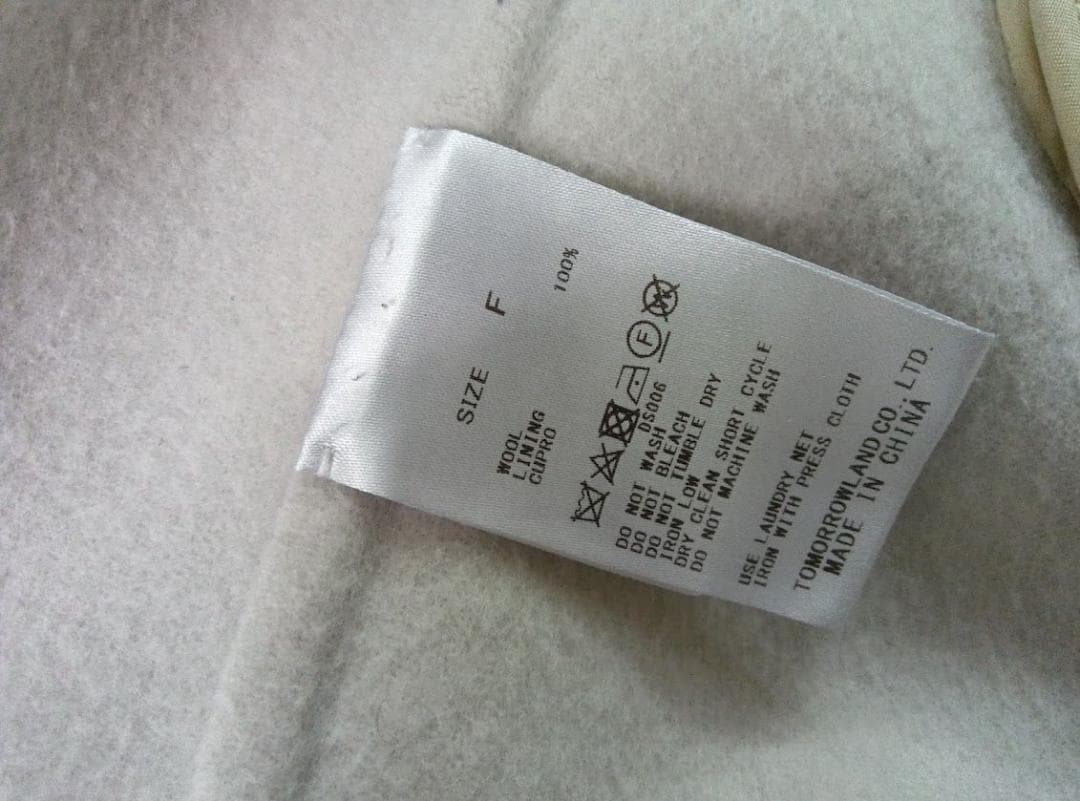 SIZE F
WOOL 100%
LINING
CUPRO
F W
DS006
DO NOT WASH
DO NOT BLEACH
DO NOT TUMBLE DRY
IRON LOW
DRY CLEAN SHORT CYCLE
DO NOT MACHINE WASH
USE LAUNDRY NET
IRON WITH PRESS CLOTH
TOMORROWLAND CO.,LTD.
MADE IN CHINA